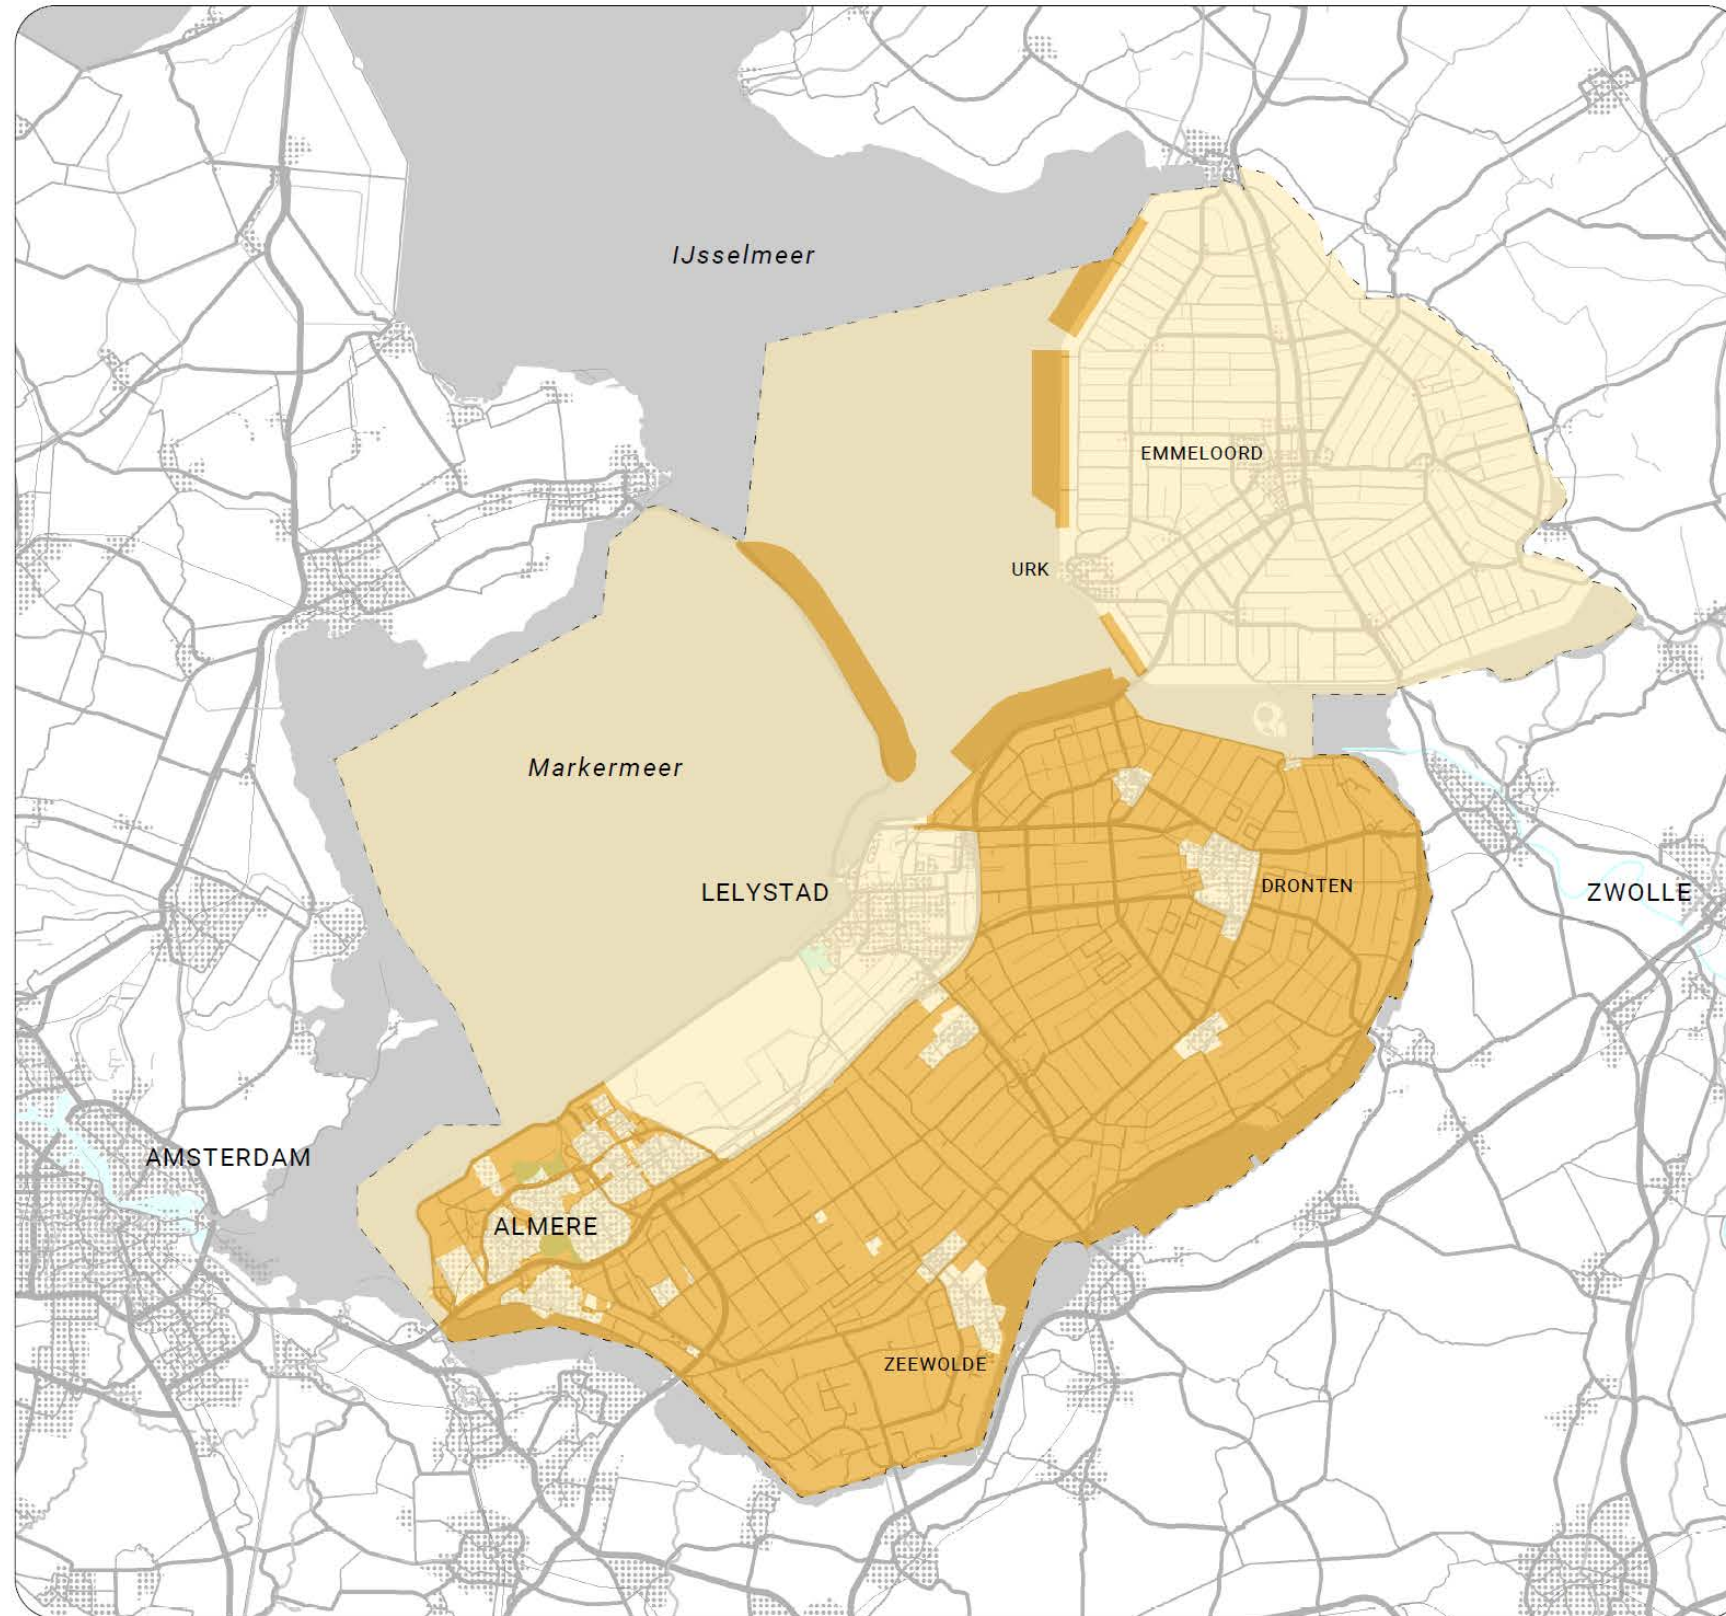 IJsselmeer
EMMELOORD
URK
Markermeer
LELYSTAD
DRONTEN
ZWOLLE
AMSTERDAM
ALMERE
ZEEWOLDE